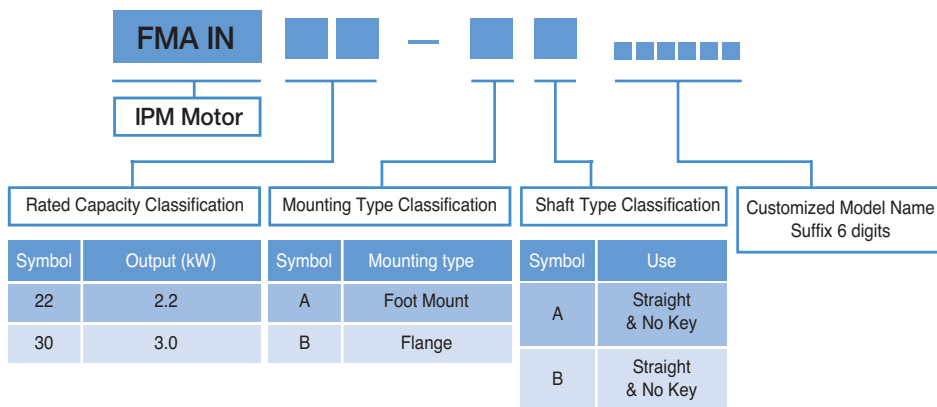 FMA IN
IPM Motor
Rated Capacity Classification
Symbol Output (kW)
22 2.2
30 3.0
Mounting Type Classification
Symbol Mounting type
A Foot Mount
B Flange
Shaft Type Classification
Symbol Use
A Straight
& No Key
B Straight
& No Key
Customized Model Name
Suffix 6 digits